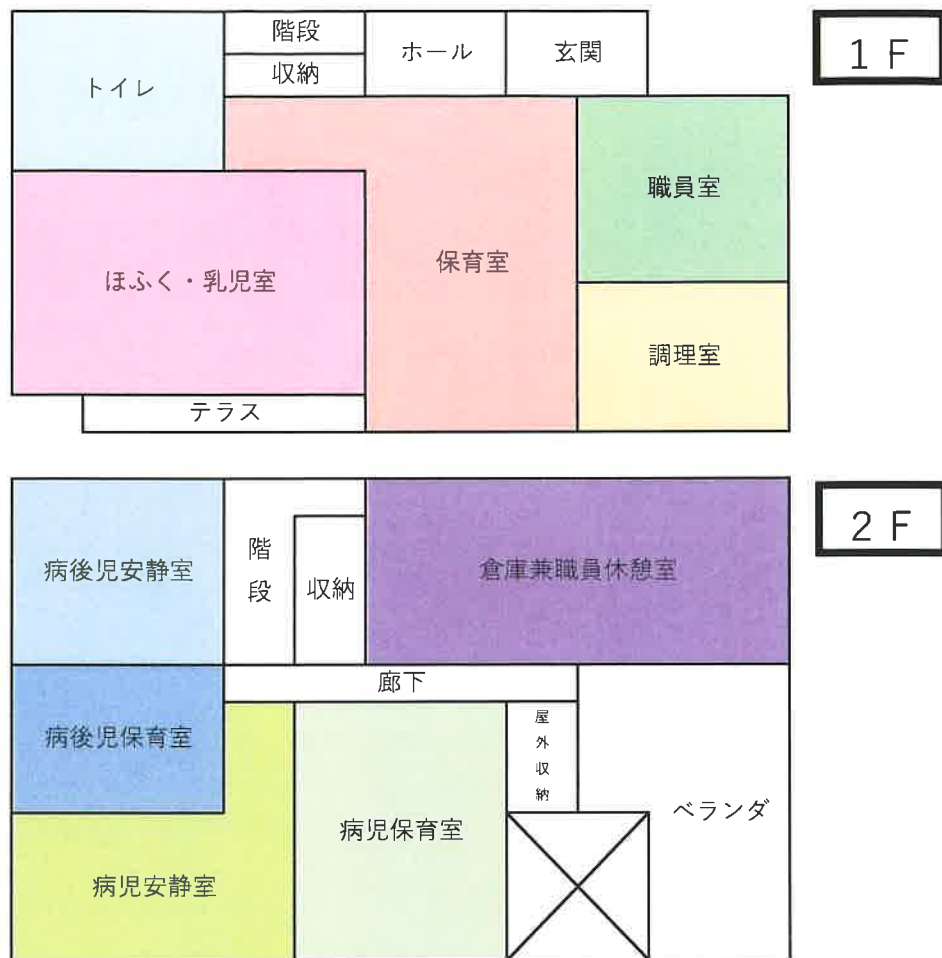 1 F
階段
ホール
玄関
収納
トイレ
職員室
保育室
ほふく・乳児室
調理室
テラス
2 F
病後児安静室
階
段
収納
倉庫兼職員休憩室
廊下
病後児保育室
屋
外
収
納
ベランダ
病児保育室
病児安静室